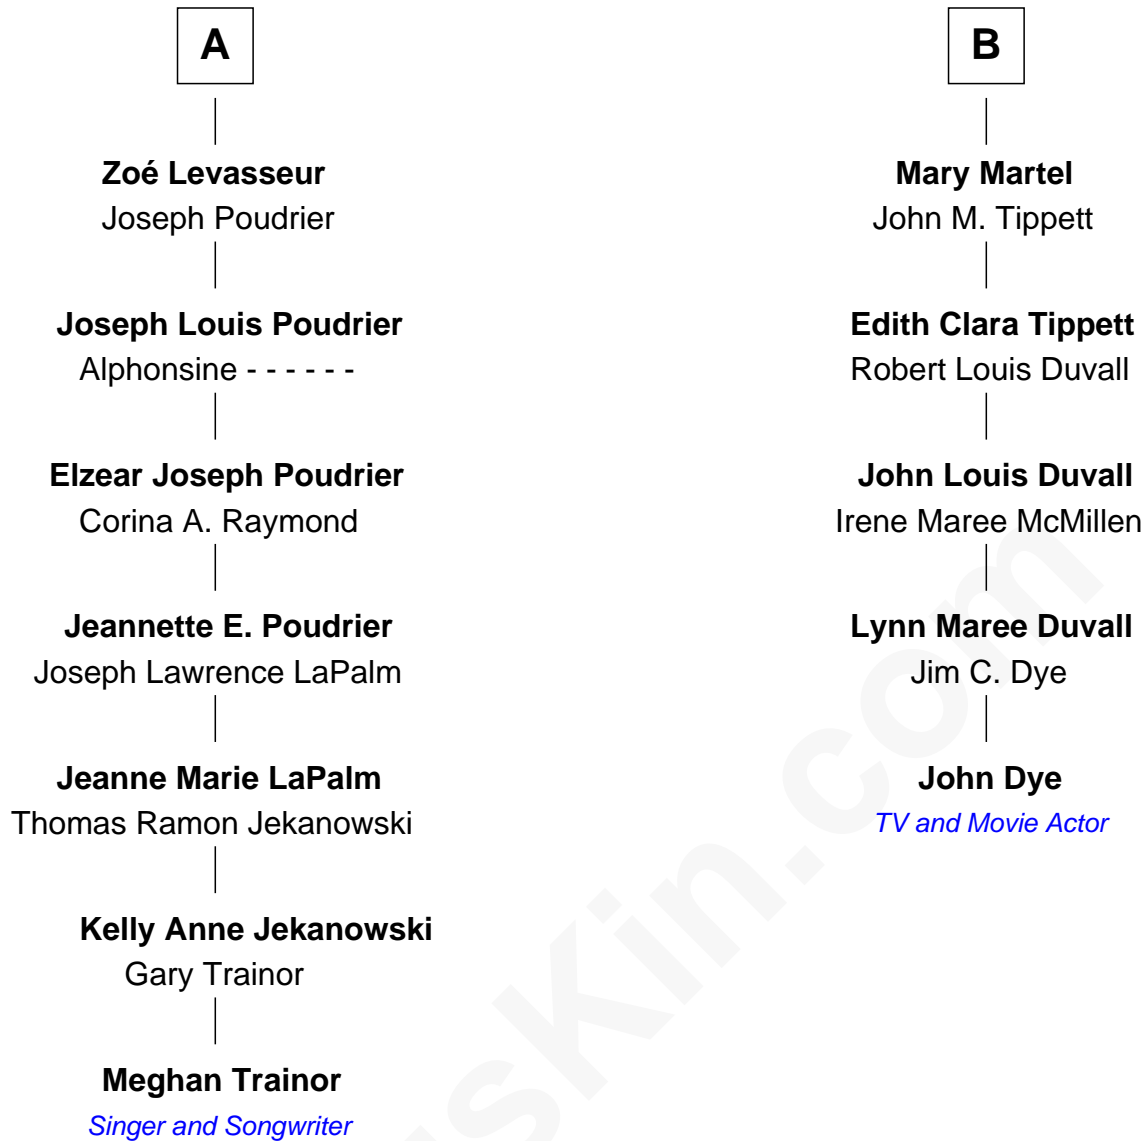 A
Zoé Levasseur
Joseph Poudrier
Joseph Louis Poudrier
Alphonsine - - - - - -
Elzear Joseph Poudrier
Corina A. Raymond
Jeannette E. Poudrier
Joseph Lawrence LaPalm
Jeanne Marie LaPalm
Thomas Ramon Jekanowski
Kelly Anne Jekanowski
Gary Trainor
Meghan Trainor
Singer and Songwriter
B
Mary Martel
John M. Tippett
Edith Clara Tippett
Robert Louis Duvall
John Louis Duvall
Irene Maree McMillen
Lynn Maree Duvall
Jim C. Dye
John Dye
TV and Movie Actor
usKin.com